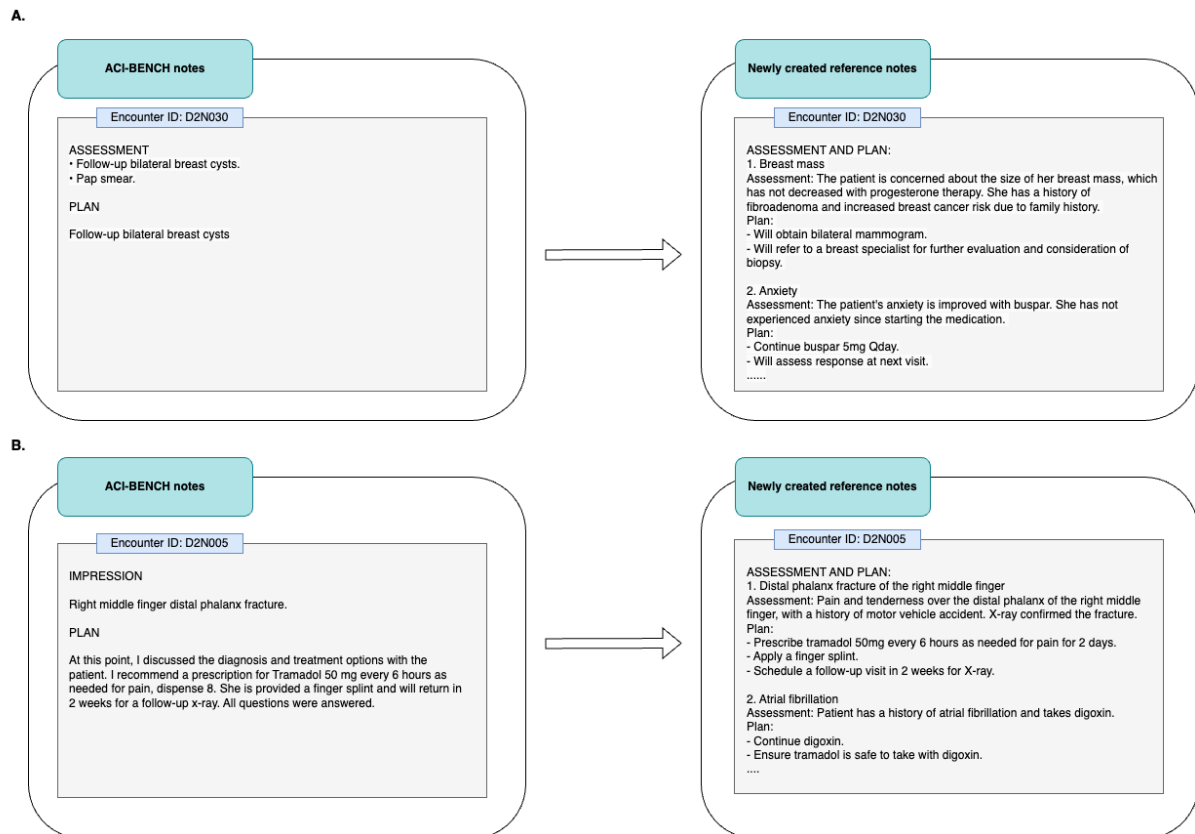 A.
ACI-BENCH notes
Encounter ID: D2N030
ASSESSMENT
• Follow-up bilateral breast cysts.
• Pap smear.
PLAN
Follow-up bilateral breast cysts
Newly created reference notes
Encounter ID: D2N030
ASSESSMENT AND PLAN:
1. Breast mass
Assessment: The patient is concerned about the size of her breast mass, which
has not decreased with progesterone therapy. She has a history of
fibroadenoma and increased breast cancer risk due to family history.
Plan:
- Will obtain bilateral mammogram.
- Will refer to a breast specialist for further evaluation and consideration of
biopsy.
2. Anxiety
Assessment: The patient's anxiety is improved with buspar. She has not
experienced anxiety since starting the medication.
Plan:
- Continue buspar 5mg Qday.
- Will assess response at next visit.
......
B.
ACI-BENCH notes
Encounter ID: D2N005
IMPRESSION
Right middle finger distal phalanx fracture.
PLAN
At this point, I discussed the diagnosis and treatment options with the
patient. I recommend a prescription for Tramadol 50 mg every 6 hours as
needed for pain, dispense 8. She is provided a finger splint and will return in
2 weeks for a follow-up x-ray. All questions were answered.
Newly created reference notes
Encounter ID: D2N005
ASSESSMENT AND PLAN:
1. Distal phalanx fracture of the right middle finger
Assessment: Pain and tenderness over the distal phalanx of the right middle
finger, with a history of motor vehicle accident. X-ray confirmed the fracture.
Plan:
- Prescribe tramadol 50mg every 6 hours as needed for pain for 2 days.
- Apply a finger splint.
- Schedule a follow-up visit in 2 weeks for X-ray.
2. Atrial fibrillation
Assessment: Patient has a history of atrial fibrillation and takes digoxin.
Plan:
- Continue digoxin.
- Ensure tramadol is safe to take with digoxin.
....